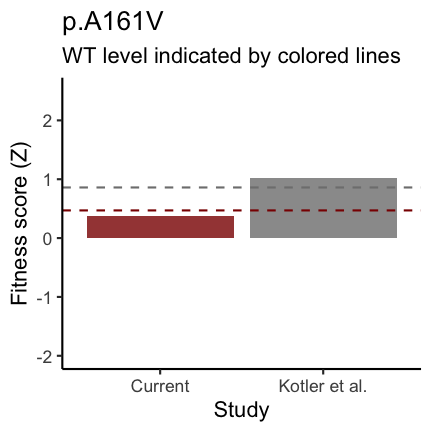 p.A161V
WT level indicated by colored lines
Fitness score (Z)
2
1
0
-1
-2
Current
Kotler et al.
Study